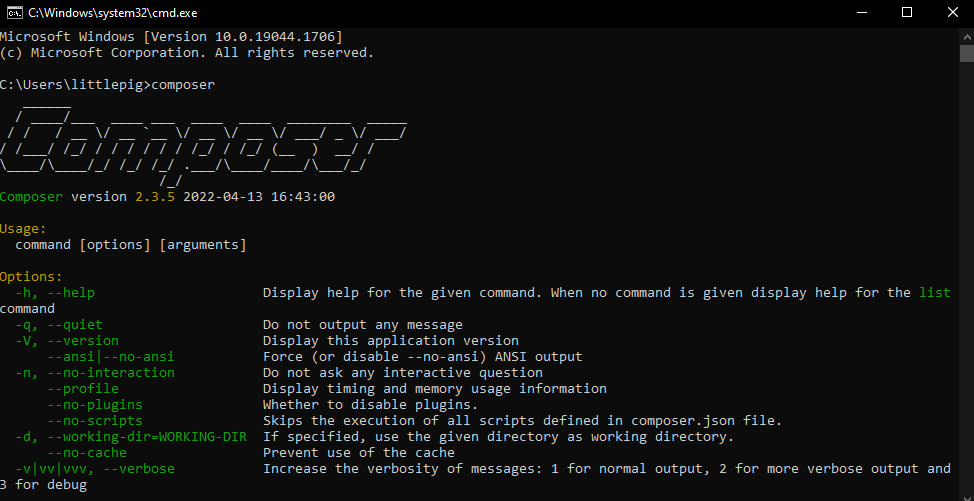 C:\Windows\system32\cmd.exe
Microsoft Windows [Version 10.0.19044.1706]
(c) Microsoft Corporation. All rights reserved.
C:\Users\littlepig>composer
Composer
Composer version 2.3.5 2022-04-13 16:43:00
Usage:
command [options] [arguments]
Options:
-h, --help Display help for the given command. When no command is given display help for the list
command
-q, --quiet Do not output any message
-V, --version Display this application version
--ansi|--no-ansi Force (or disable --no-ansi) ANSI output
-n, --no-interaction Do not ask any interactive question
--profile Display timing and memory usage information
--no-plugins Whether to disable plugins.
--no-scripts Skips the execution of all scripts defined in composer.json file.
-d, --working-dir=WORKING-DIR If specified, use the given directory as working directory.
--no-cache Prevent use of the cache
-v|vv|vvv, --verbose Increase the verbosity of messages: 1 for normal output, 2 for more verbose output and
3 for debug